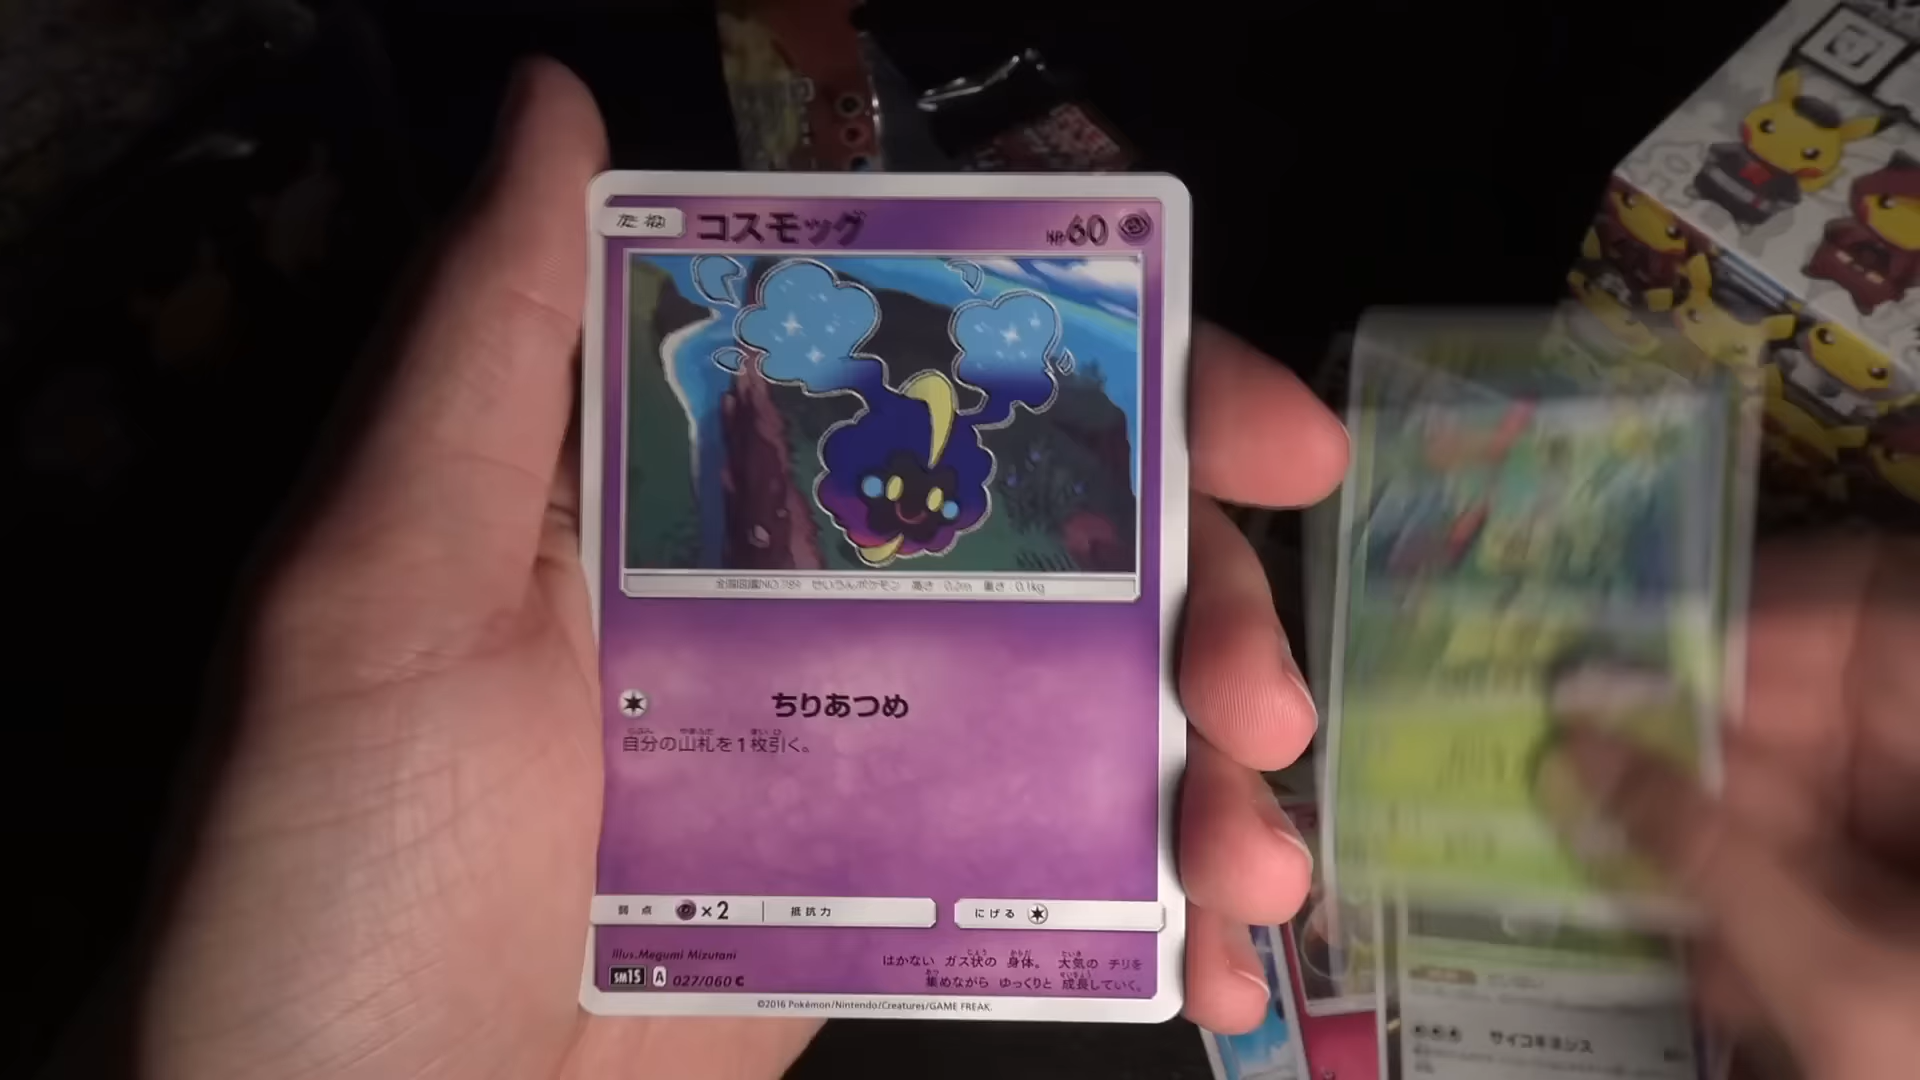 たね コスモッグ HP60
全国図鑑NO.789 せいうんポケモン 高さ：0.2m 重さ：0.1kg
ちりあつめ
自分の山札を1枚引く。
弱点 ×2 抵抗力 にげる
Illus.Megumi Mizutani
SM1S A 027/060 C
はかない ガス状の 身体。 大気の チリを
集めながら ゆっくりと 成長していく。
©2016 Pokémon/Nintendo/Creatures/GAME FREAK.
サイコキネシス